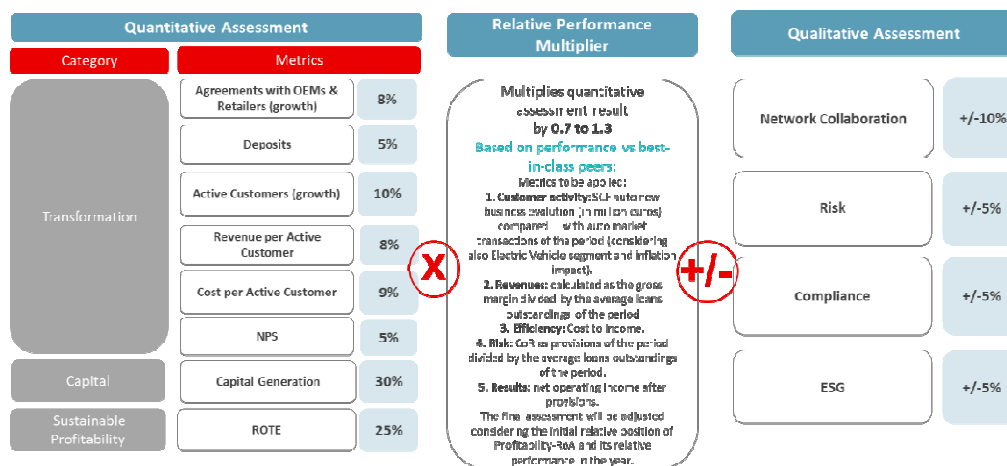 Quantitative Assessment
Category
Metrics
Transformation
Agreements with OEMs &
Retailers (growth)
8%
Deposits
5%
Active Customers (growth)
10%
Revenue per Active
Customer
8%
Cost per Active Customer
9%
NPS
5%
Capital
Capital Generation
30%
Sustainable
Profitability
ROTE
25%
X
Relative Performance
Multiplier
Multiplies quantitative
assessment result
by 0.7 to 1.3
Based on performance vs best-
in-class peers:
Metrics to be applied:
1. Customer activity: SCF auto new
business evolution (in million euros)
compared with auto market
transactions of the period (considering
also Electric Vehicle segment and Inflation
impact).
2. Revenues: calculated as the gross
margin divided by the average loans
outstandings of the period
3. Efficiency: Cost to Income.
4. Risk: CoR as provisions of the period
divided by the average loans outstandings
of the period.
5. Results: net operating income after
provisions.
The final assessment will be adjusted
considering the initial relative position of
Profitability-RoA and its relative
performance in the year.
+/-
Qualitative Assessment
Network Collaboration
+/-10%
Risk
+/-5%
Compliance
+/-5%
ESG
+/-5%